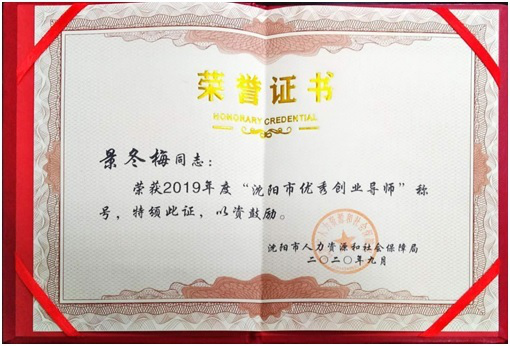 荣誉证书
HONORARY CREDENTIAL
景冬梅同志：
荣获2019年度“沈阳市优秀创业导师”称
号，特颁此证，以资鼓励。
沈阳市人力资源和社会保障局
二〇二〇年九月